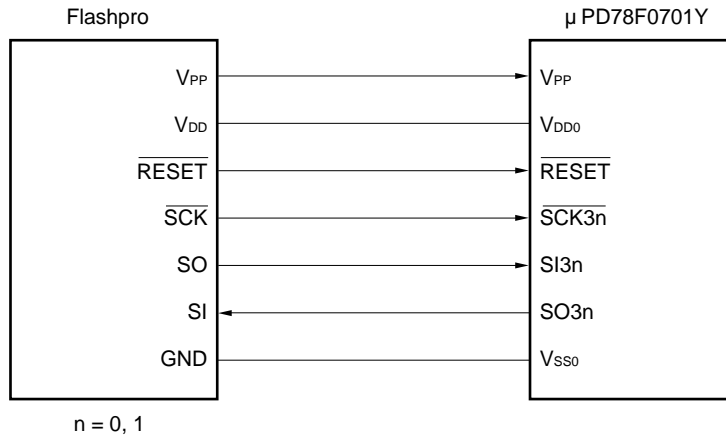 Flashpro
μ PD78F0701Y
VPP
VPP
VDD
VDD0
RESET
RESET
SCK
SCK3n
SO
SI3n
SI
SO3n
GND
VSS0
n = 0, 1